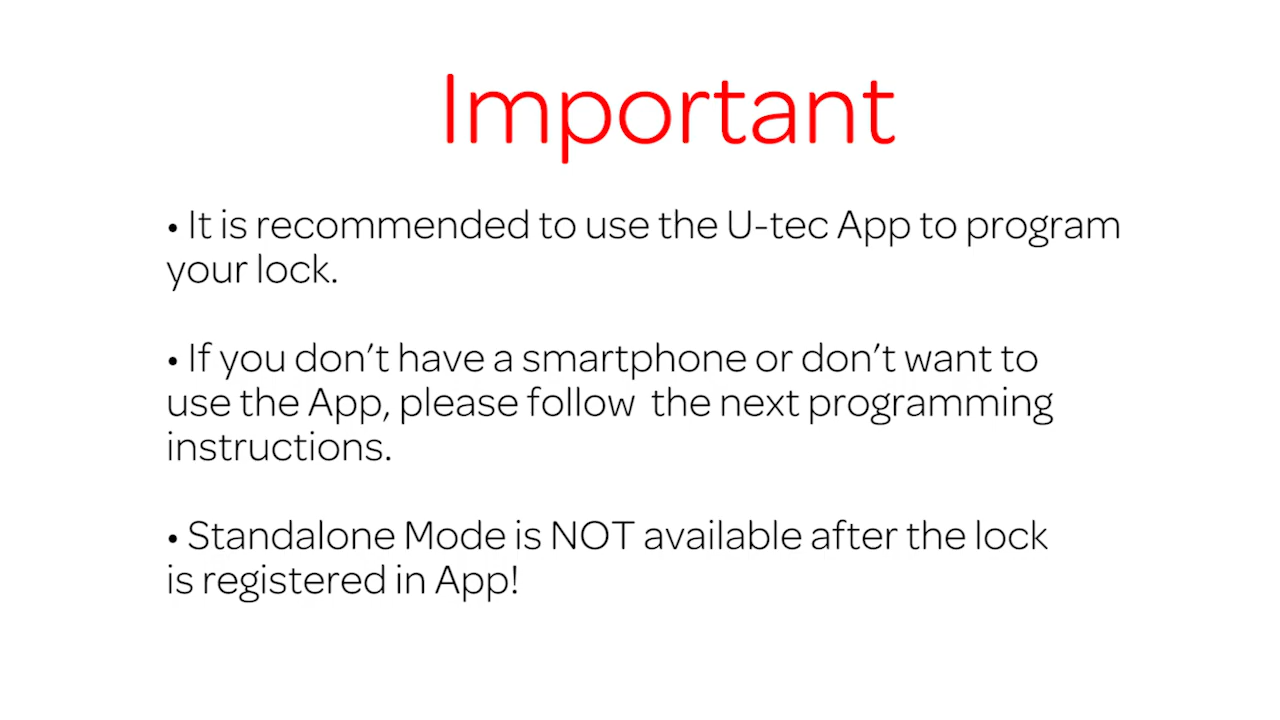 Important
• It is recommended to use the U-tec App to program
your lock.
• If you don’t have a smartphone or don’t want to
use the App, please follow  the next programming
instructions.
• Standalone Mode is NOT available after the lock
is registered in App!